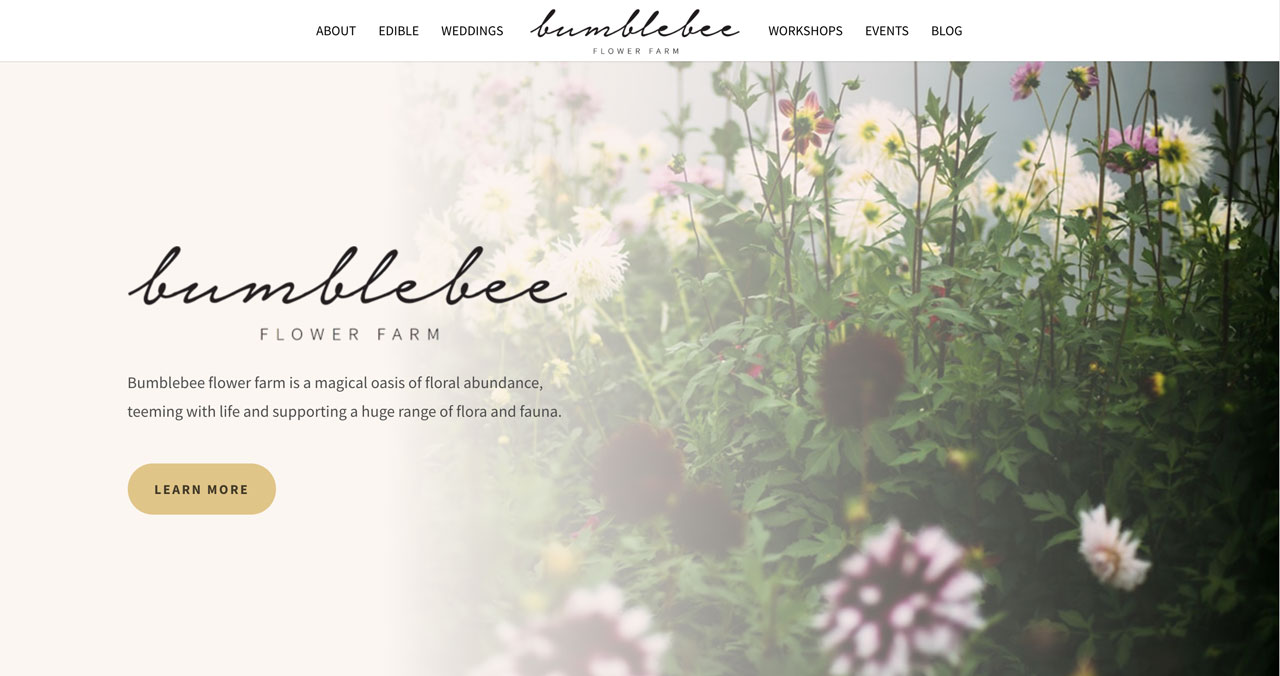 ABOUT EDIBLE WEDDINGS bumblebee WORKSHOPS EVENTS BLOG
FLOWER FARM
bumblebee
FLOWER FARM
Bumblebee flower farm is a magical oasis of floral abundance,
teeming with life and supporting a huge range of flora and fauna.
LEARN MORE